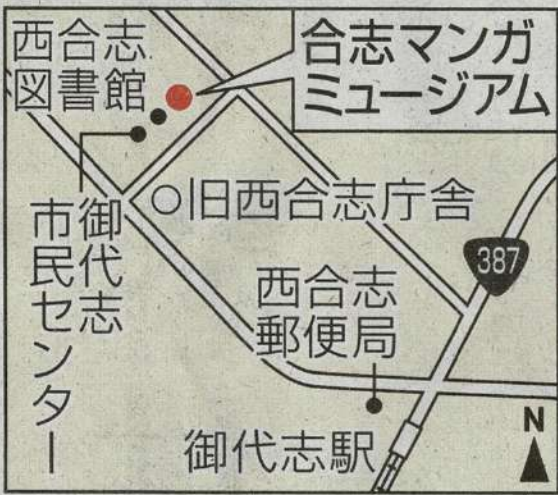 西合志
図書館
合志マンガ
ミュージアム
御代志
市民センター
旧西合志庁舎
387
西合志
郵便局
御代志駅
N